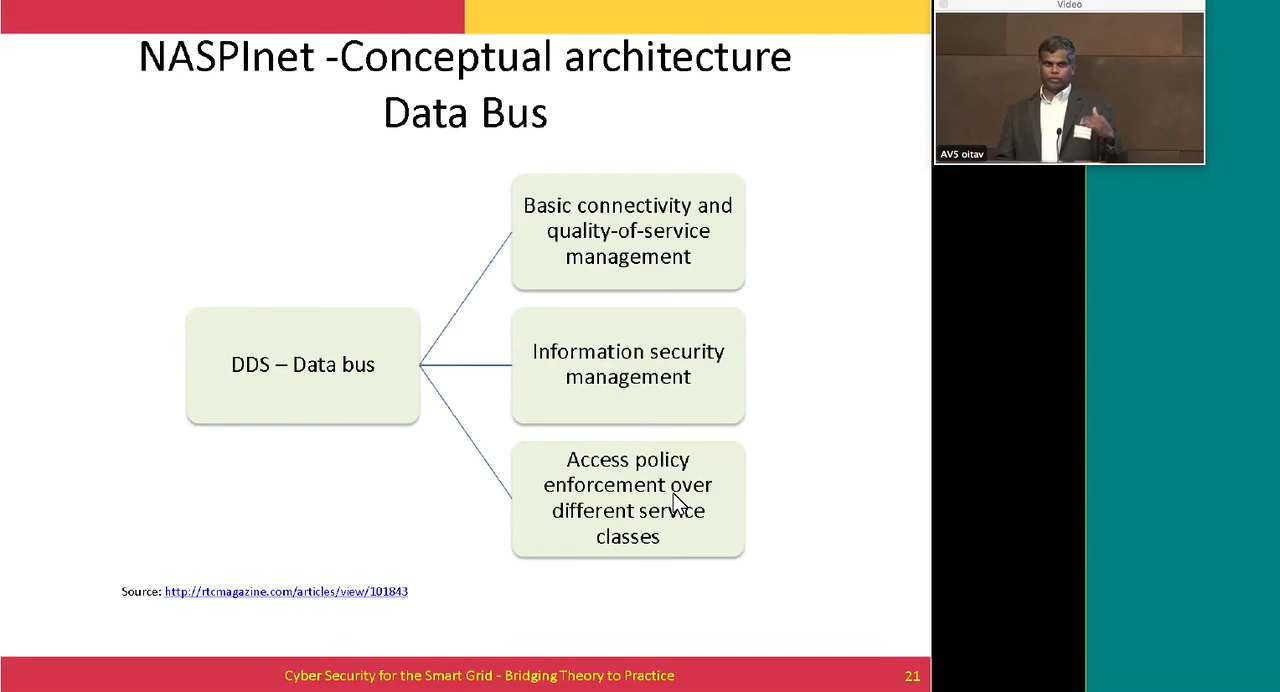 NASPInet -Conceptual architecture
Data Bus
Video
AV5 oitav
Basic connectivity and
quality-of-service
management
DDS – Data bus
Information security
management
Access policy
enforcement over
different service
classes
Source: http://rtcmagazine.com/articles/view/101843
Cyber Security for the Smart Grid - Bridging Theory to Practice
21